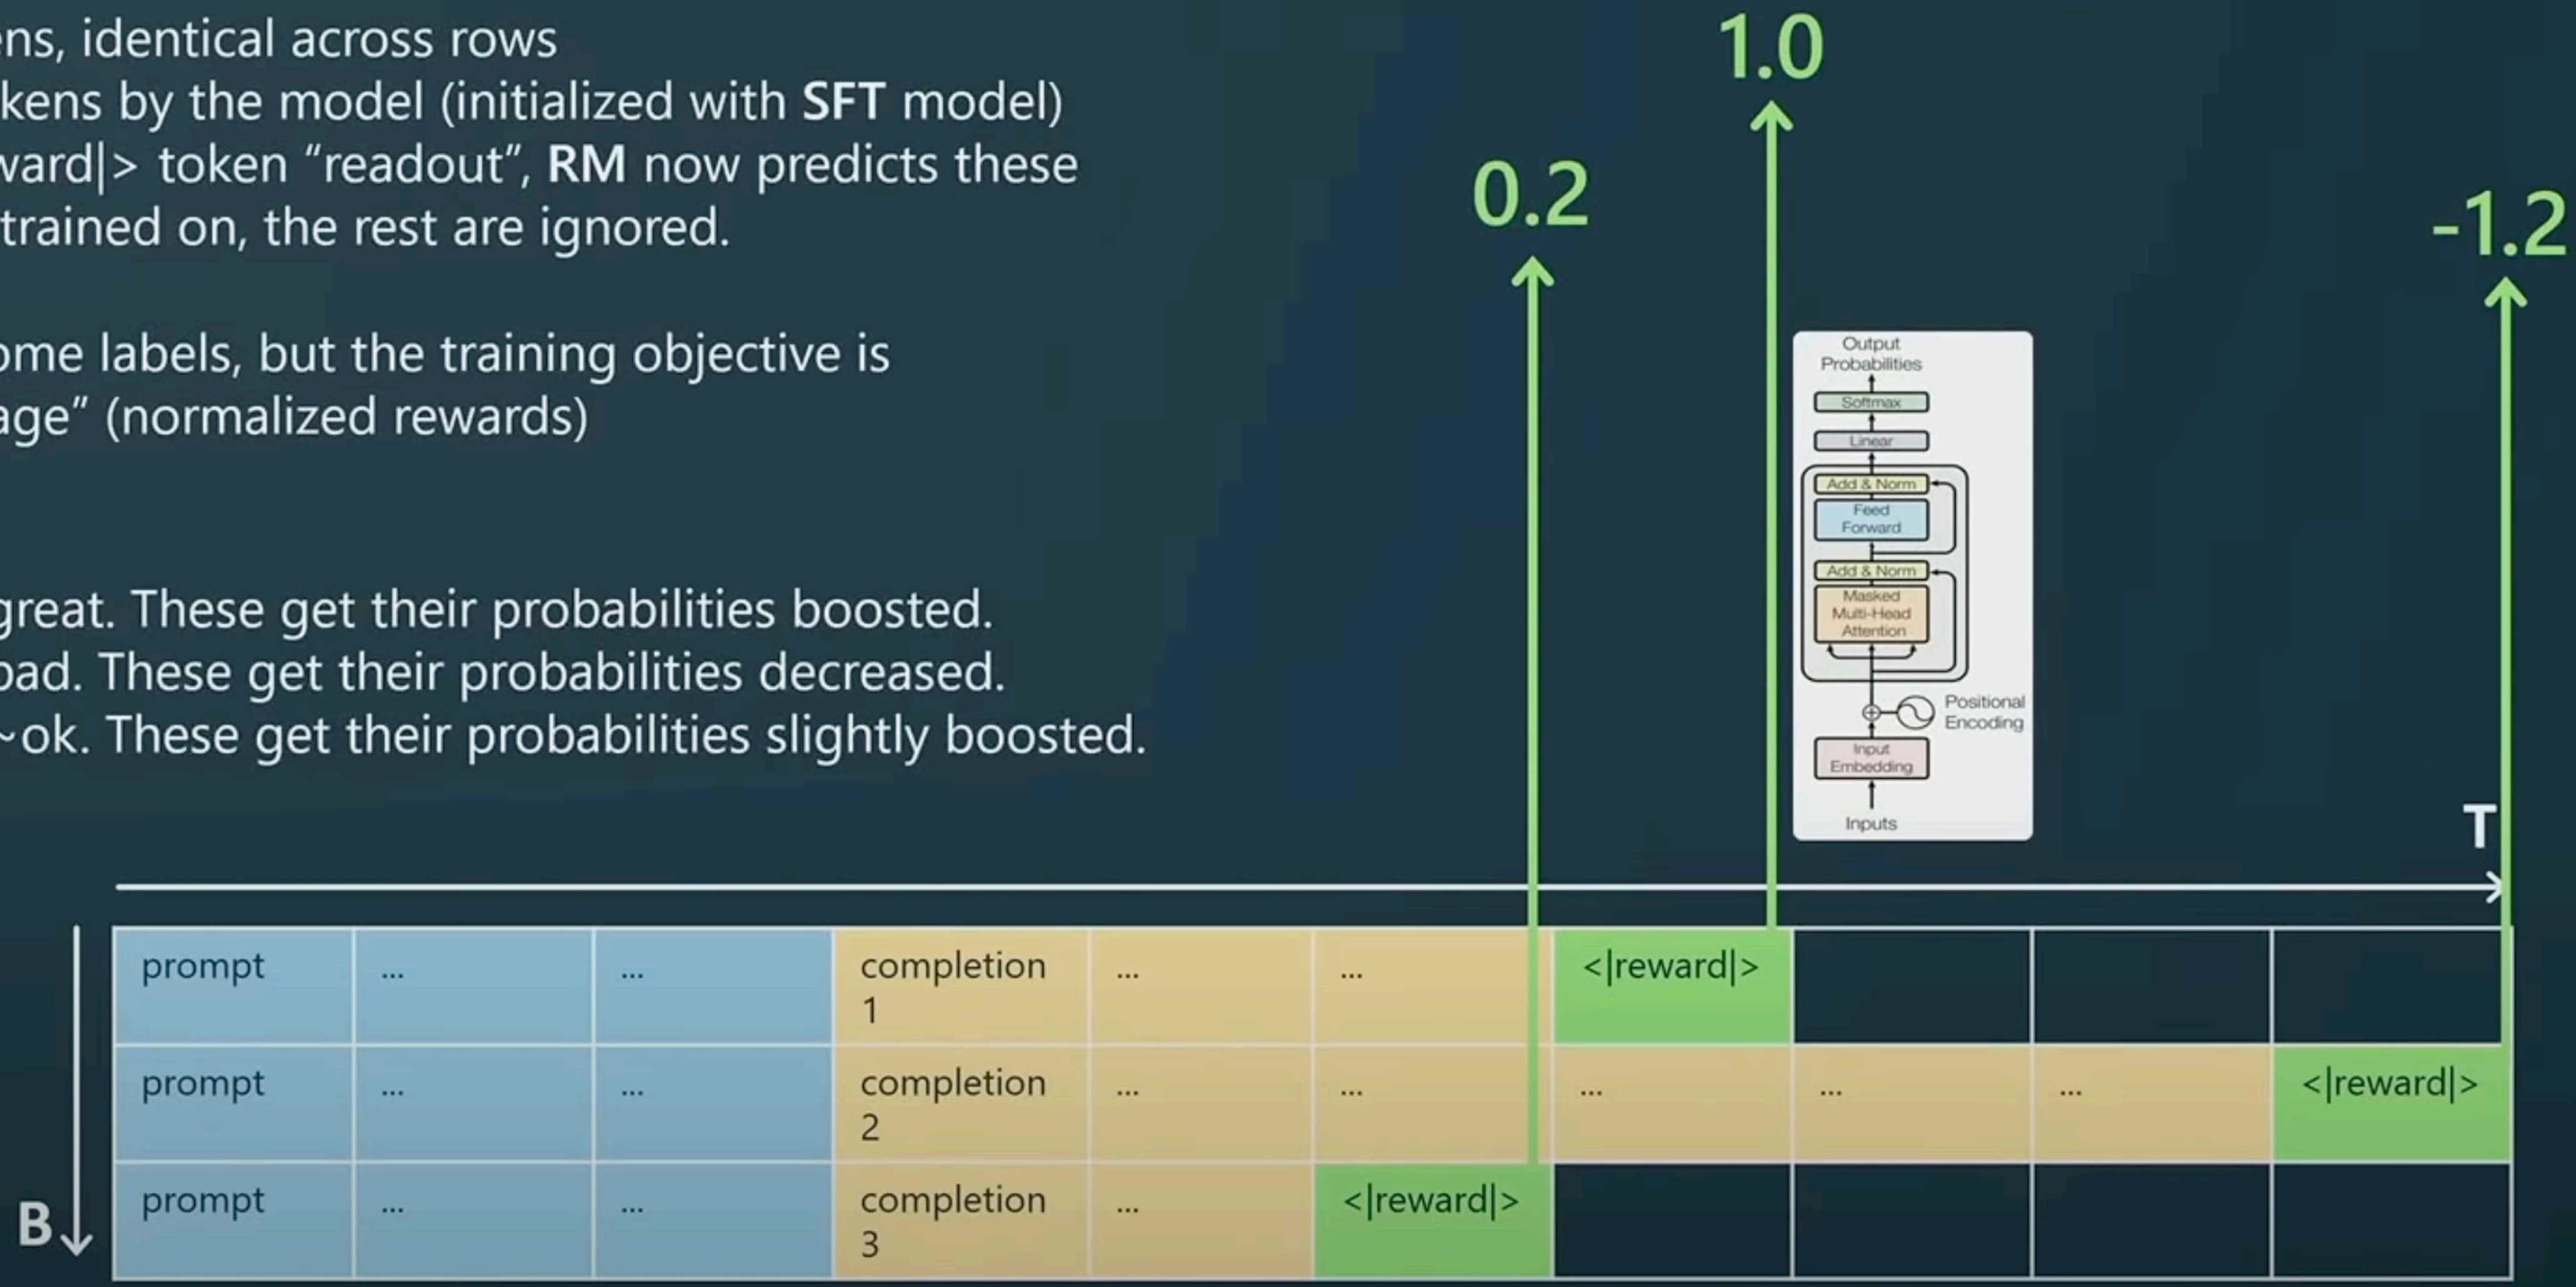 ens, identical across rows
kens by the model (initialized with SFT model)
ward|> token “readout”, RM now predicts these
trained on, the rest are ignored.
ome labels, but the training objective is
age” (normalized rewards)
great. These get their probabilities boosted.
bad. These get their probabilities decreased.
~ok. These get their probabilities slightly boosted.
0.2
1.0
-1.2
Output
Probabilities
Softmax
Linear
Add & Norm
Feed
Forward
Add & Norm
Masked
Multi-Head
Attention
Positional
Encoding
Input
Embedding
Inputs
T
B
prompt ... ... completion ... ... <|reward|>
1
prompt ... ... completion ... ... ... ... ... <|reward|>
2
prompt ... ... completion ... <|reward|>
3